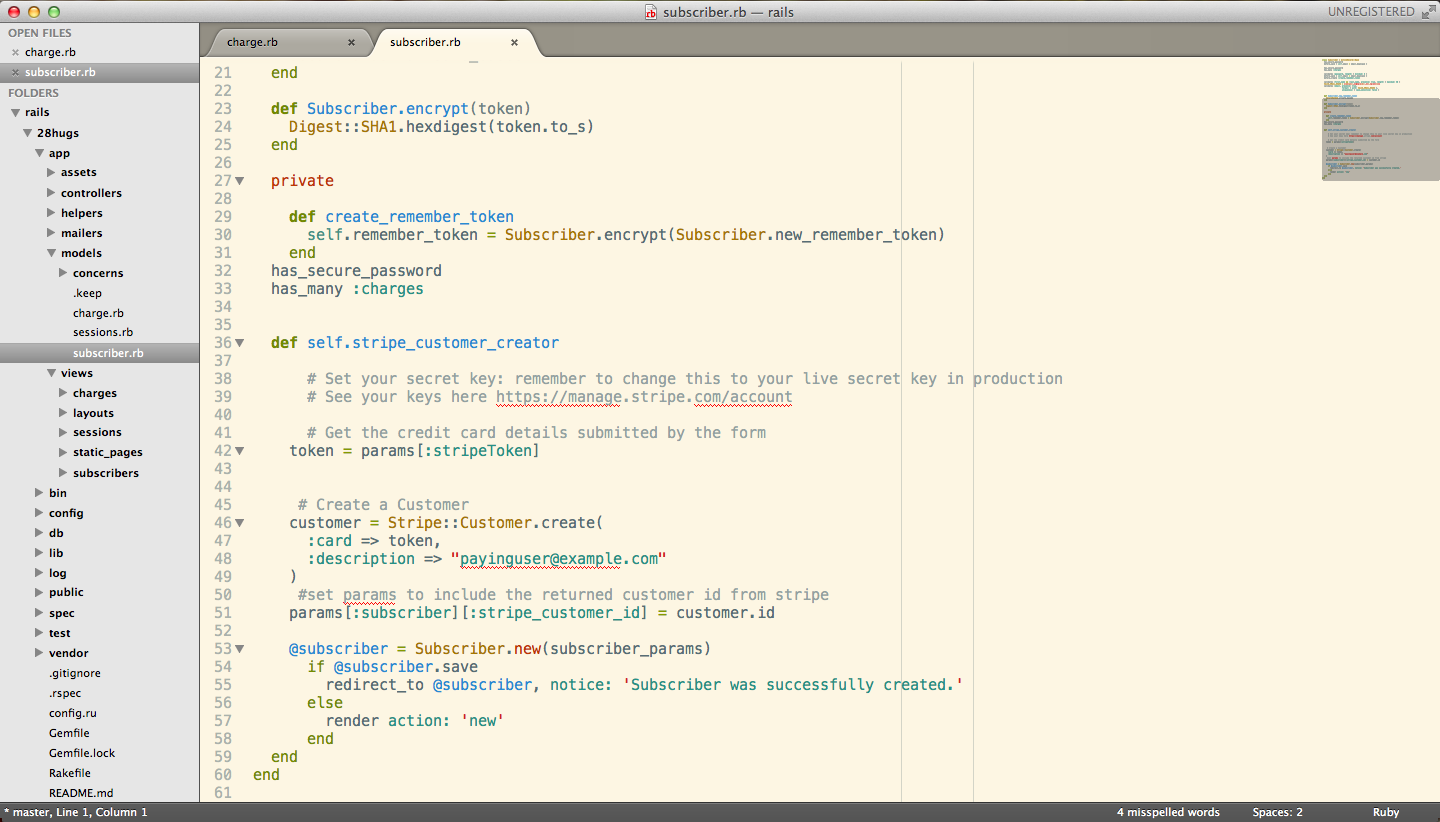 subscriber.rb — rails
UNREGISTERED
OPEN FILES
charge.rb
subscriber.rb
FOLDERS
rails
28hugs
app
assets
controllers
helpers
mailers
models
concerns
.keep
charge.rb
sessions.rb
subscriber.rb
views
charges
layouts
sessions
static_pages
subscribers
bin
config
db
lib
log
public
spec
test
vendor
.gitignore
.rspec
config.ru
Gemfile
Gemfile.lock
Rakefile
README.md
charge.rb
subscriber.rb
21   end
22
23   def Subscriber.encrypt(token)
24     Digest::SHA1.hexdigest(token.to_s)
25   end
26
27   private
28
29     def create_remember_token
30       self.remember_token = Subscriber.encrypt(Subscriber.new_remember_token)
31     end
32   has_secure_password
33   has_many :charges
34
35
36   def self.stripe_customer_creator
37
38       # Set your secret key: remember to change this to your live secret key in production
39       # See your keys here https://manage.stripe.com/account
40
41       # Get the credit card details submitted by the form
42     token = params[:stripeToken]
43
44
45      # Create a Customer
46     customer = Stripe::Customer.create(
47       :card => token,
48       :description => "payinguser@example.com"
49     )
50      #set params to include the returned customer id from stripe
51     params[:subscriber][:stripe_customer_id] = customer.id
52
53     @subscriber = Subscriber.new(subscriber_params)
54       if @subscriber.save
55         redirect_to @subscriber, notice: 'Subscriber was successfully created.'
56       else
57         render action: 'new'
58       end
59   end
60 end
61
* master, Line 1, Column 1
4 misspelled words
Spaces: 2
Ruby